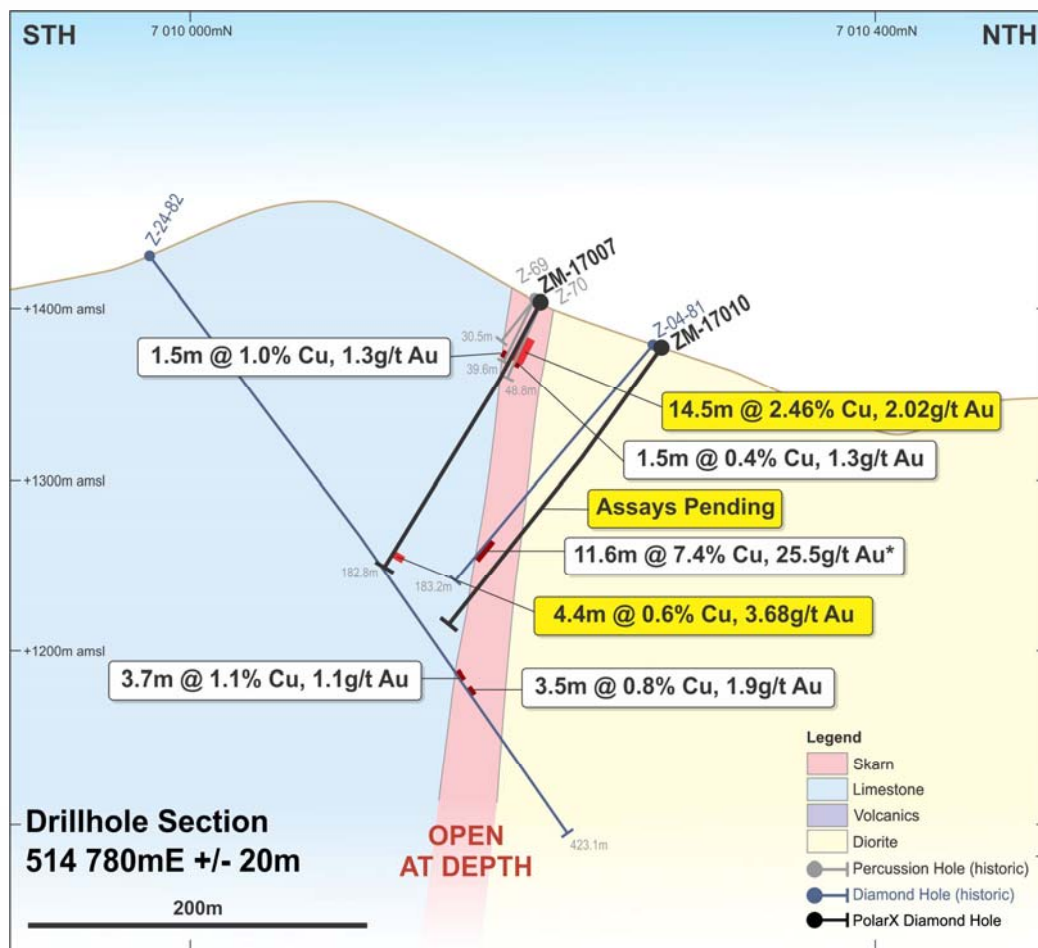 STH
7 010 000mN
7 010 400mN
NTH
Z-24-82
Z-69
ZM-17007
Z-70
Z-04-81
ZM-17010
+1400m amsl
30.5m
1.5m @ 1.0% Cu, 1.3g/t Au
39.6m
48.8m
14.5m @ 2.46% Cu, 2.02g/t Au
1.5m @ 0.4% Cu, 1.3g/t Au
+1300m amsl
Assays Pending
11.6m @ 7.4% Cu, 25.5g/t Au*
182.8m
183.2m
4.4m @ 0.6% Cu, 3.68g/t Au
+1200m amsl
3.7m @ 1.1% Cu, 1.1g/t Au
3.5m @ 0.8% Cu, 1.9g/t Au
Legend
Skarn
Limestone
Volcanics
Diorite
Percussion Hole (historic)
Diamond Hole (historic)
PolarX Diamond Hole
Drillhole Section
514 780mE +/- 20m
OPEN
AT DEPTH
423.1m
200m